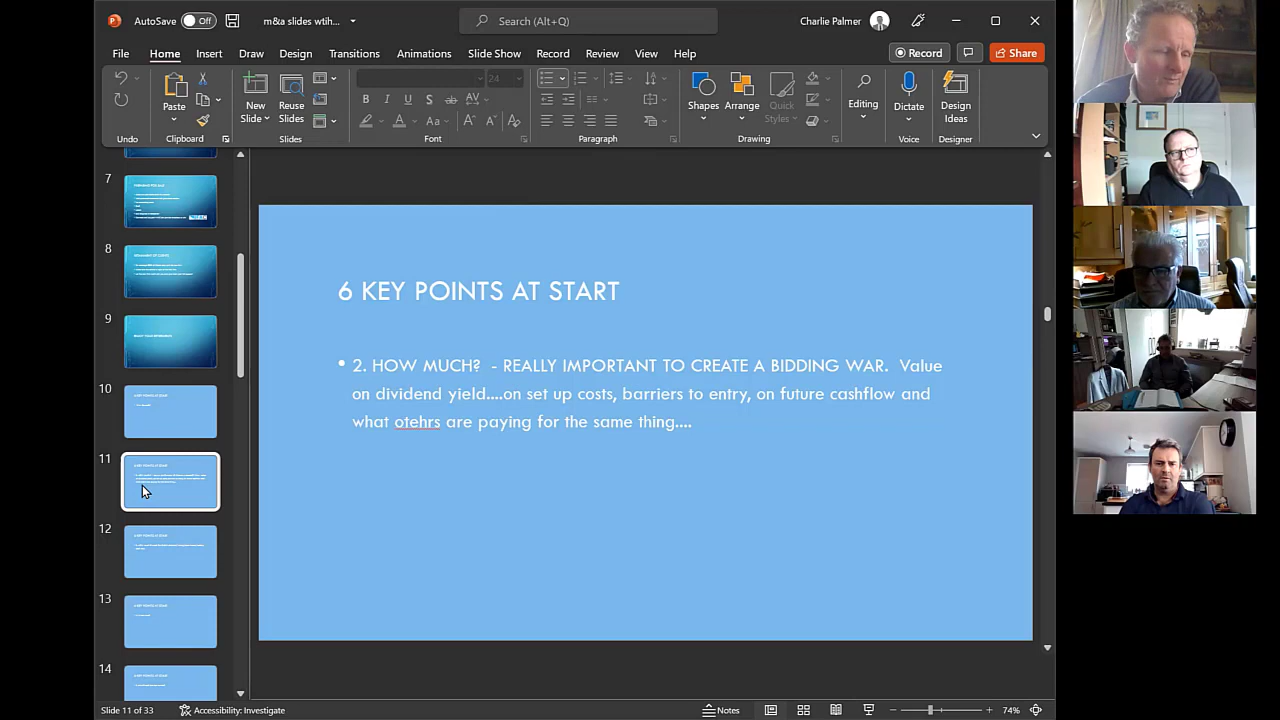 AutoSave Off m&a slides wtih... Search (Alt+Q) Charlie Palmer
File Home Insert Draw Design Transitions Animations Slide Show Record Review View Help Record Share
24
Paste New Slide Reuse Slides B I U S ab AV Aa A A Shapes Arrange Quick Styles Editing Dictate Design Ideas
Undo Clipboard Slides Font Paragraph Drawing Voice Designer
7
8
9
10
11
12
13
14
6 KEY POINTS AT START
• 2. HOW MUCH? - REALLY IMPORTANT TO CREATE A BIDDING WAR. Value
on dividend yield....on set up costs, barriers to entry, on future cashflow and
what otehrs are paying for the same thing....
Slide 11 of 33 Accessibility: Investigate Notes 74%